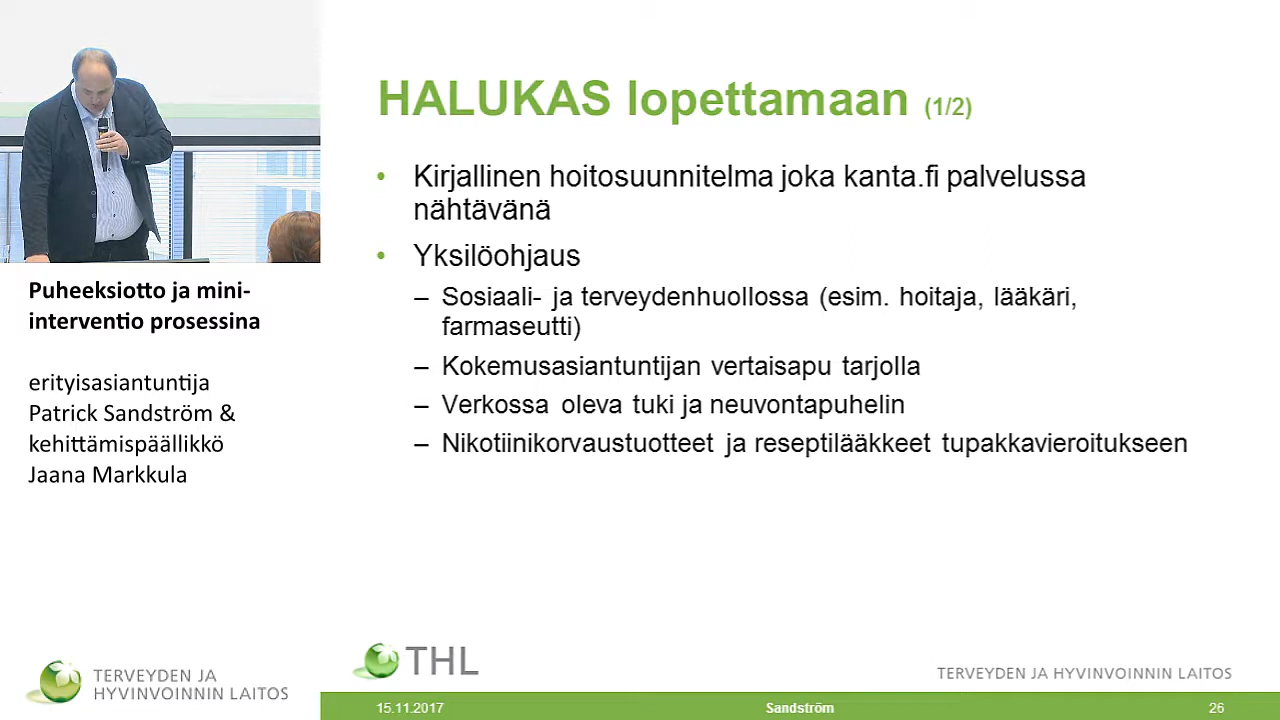 HALUKAS lopettamaan (1/2)
• Kirjallinen hoitosuunnitelma joka kanta.fi palvelussa
nähtävänä
• Yksilöohjaus
– Sosiaali- ja terveydenhuollossa (esim. hoitaja, lääkäri,
farmaseutti)
– Kokemusasiantuntijan vertaisapu tarjolla
– Verkossa oleva tuki ja neuvontapuhelin
– Nikotiinikorvaustuotteet ja reseptilääkkeet tupakkavieroitukseen
Puheeksiotto ja mini-
interventio prosessina
erityisasiantuntija
Patrick Sandström &
kehittämispäällikkö
Jaana Markkula
TERVEYDEN JA
HYVINVOINNIN LAITOS
THL
TERVEYDEN JA HYVINVOINNIN LAITOS
15.11.2017
Sandström
26